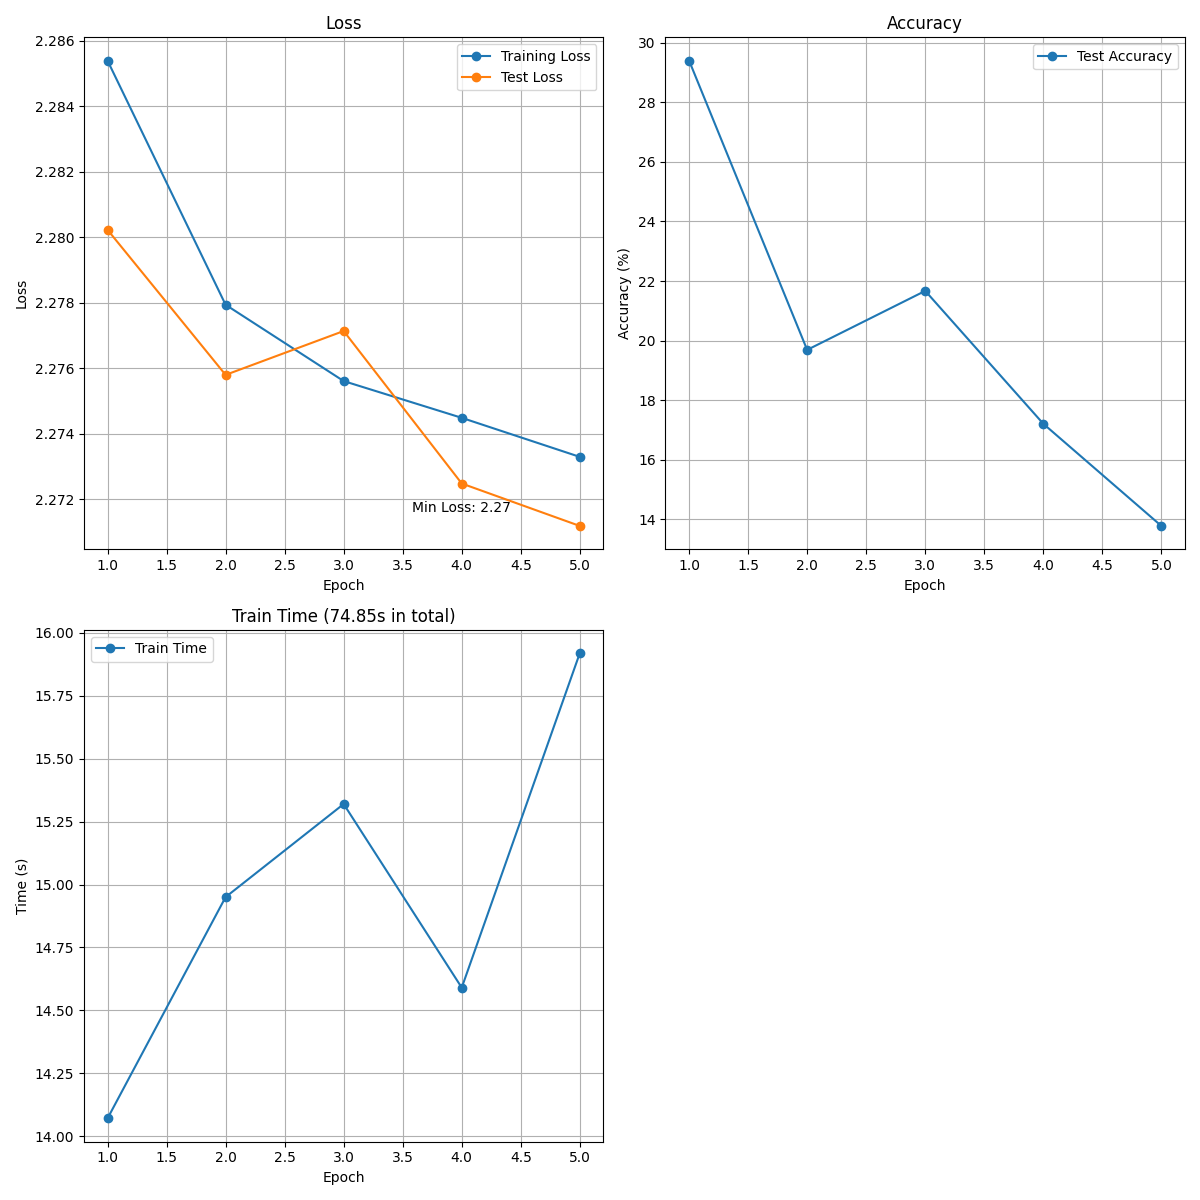 Loss
2.286
2.284
2.282
2.280
2.278
2.276
2.274
2.272
Loss
Training Loss
Test Loss
Min Loss: 2.27
1.0 1.5 2.0 2.5 3.0 3.5 4.0 4.5 5.0
Epoch
Accuracy
30
28
26
24
22
20
18
16
14
Accuracy (%)
Test Accuracy
1.0 1.5 2.0 2.5 3.0 3.5 4.0 4.5 5.0
Epoch
Train Time (74.85s in total)
16.00
15.75
15.50
15.25
15.00
14.75
14.50
14.25
14.00
Time (s)
Train Time
1.0 1.5 2.0 2.5 3.0 3.5 4.0 4.5 5.0
Epoch